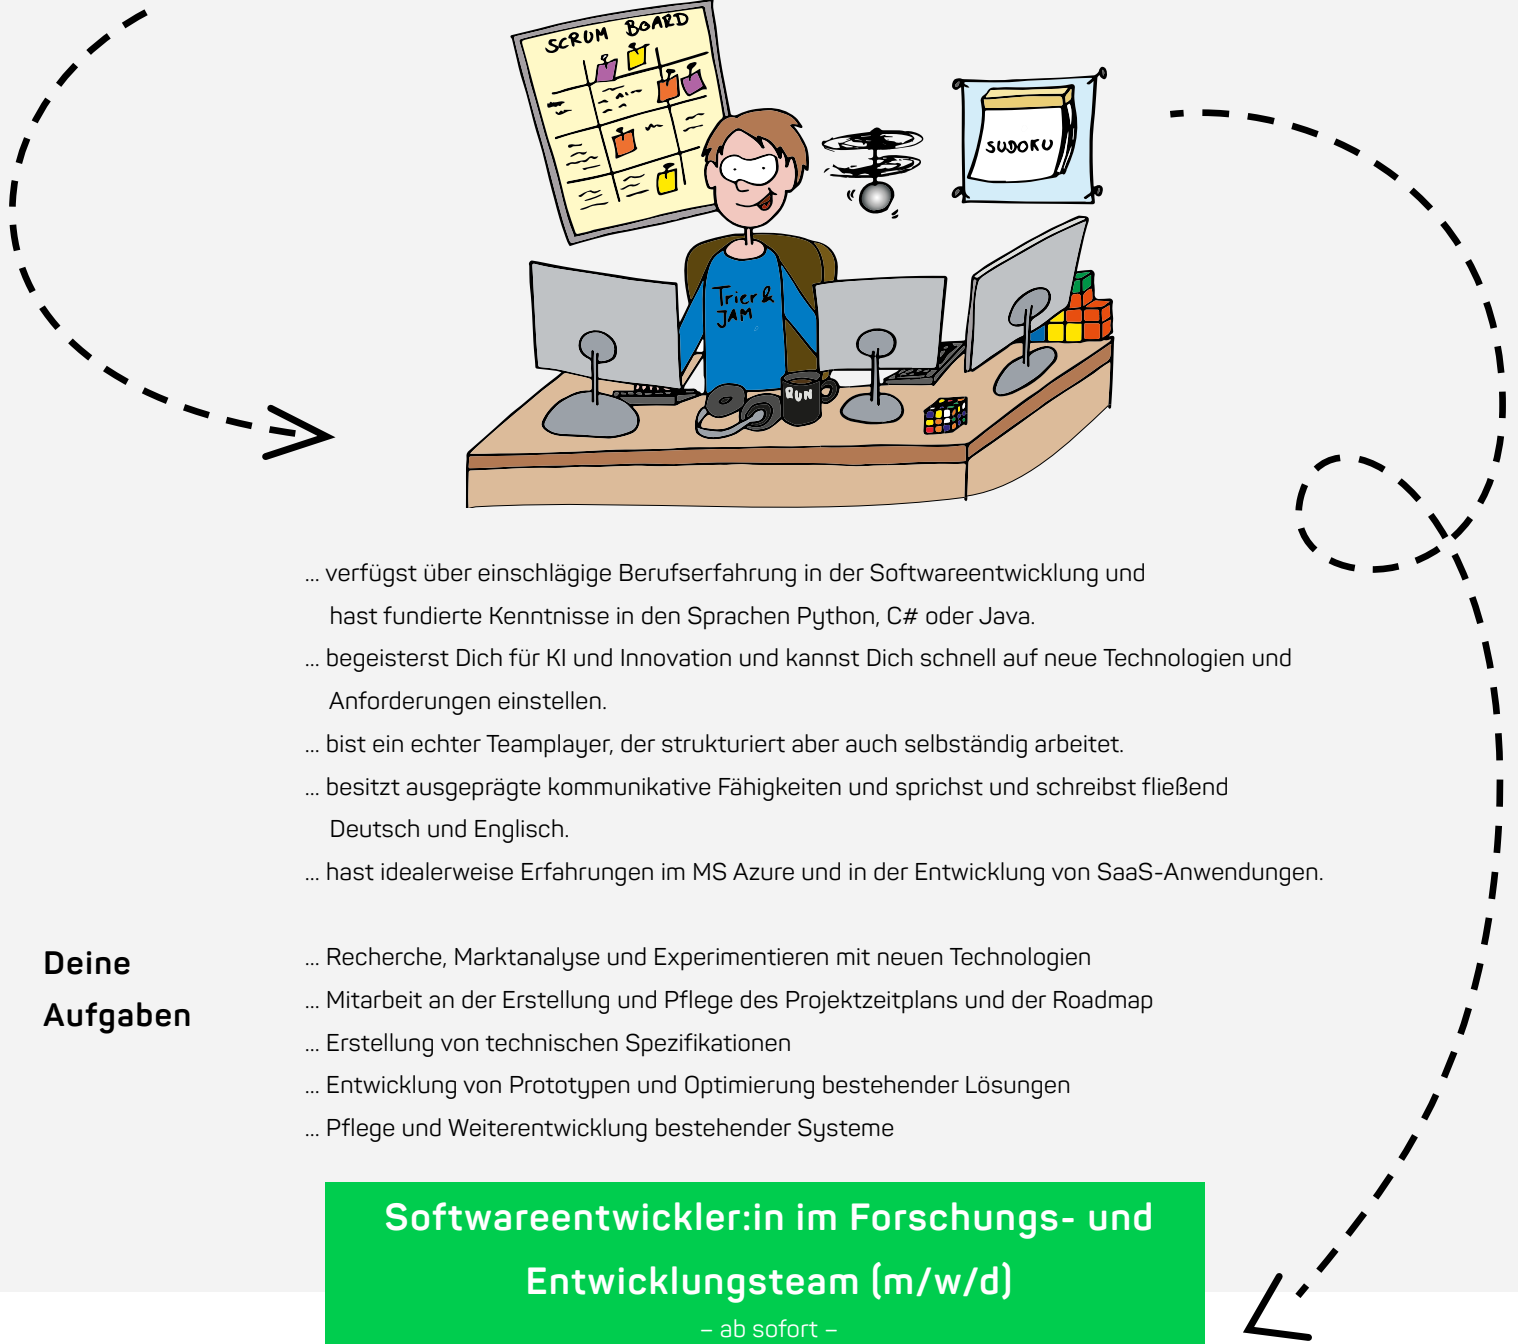 SCRUM BOARD
SUDOKU
Trier &
JAM
RUN
... verfügst über einschlägige Berufserfahrung in der Softwareentwicklung und
hast fundierte Kenntnisse in den Sprachen Python, C# oder Java.
... begeisterst Dich für KI und Innovation und kannst Dich schnell auf neue Technologien und
Anforderungen einstellen.
... bist ein echter Teamplayer, der strukturiert aber auch selbständig arbeitet.
... besitzt ausgeprägte kommunikative Fähigkeiten und sprichst und schreibst fließend
Deutsch und Englisch.
... hast idealerweise Erfahrungen im MS Azure und in der Entwicklung von SaaS-Anwendungen.
Deine
Aufgaben
... Recherche, Marktanalyse und Experimentieren mit neuen Technologien
... Mitarbeit an der Erstellung und Pflege des Projektzeitplans und der Roadmap
... Erstellung von technischen Spezifikationen
... Entwicklung von Prototypen und Optimierung bestehender Lösungen
... Pflege und Weiterentwicklung bestehender Systeme
Softwareentwickler:in im Forschungs- und
Entwicklungsteam (m/w/d)
– ab sofort –